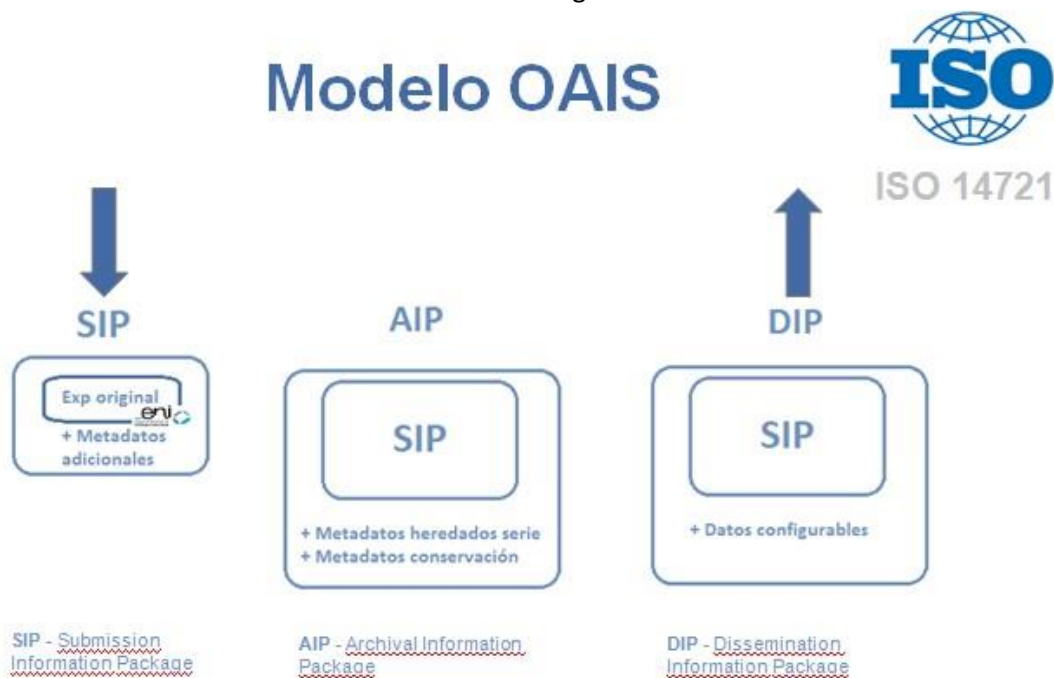 Modelo OAIS
ISO
ISO 14721
SIP
Exp original
eni
+ Metadatos
adicionales
AIP
SIP
+ Metadatos heredados serie
+ Metadatos conservación
DIP
SIP
+ Datos configurables
SIP - Submission
Information Package
AIP - Archival Information
Package
DIP - Dissemination
Information Package